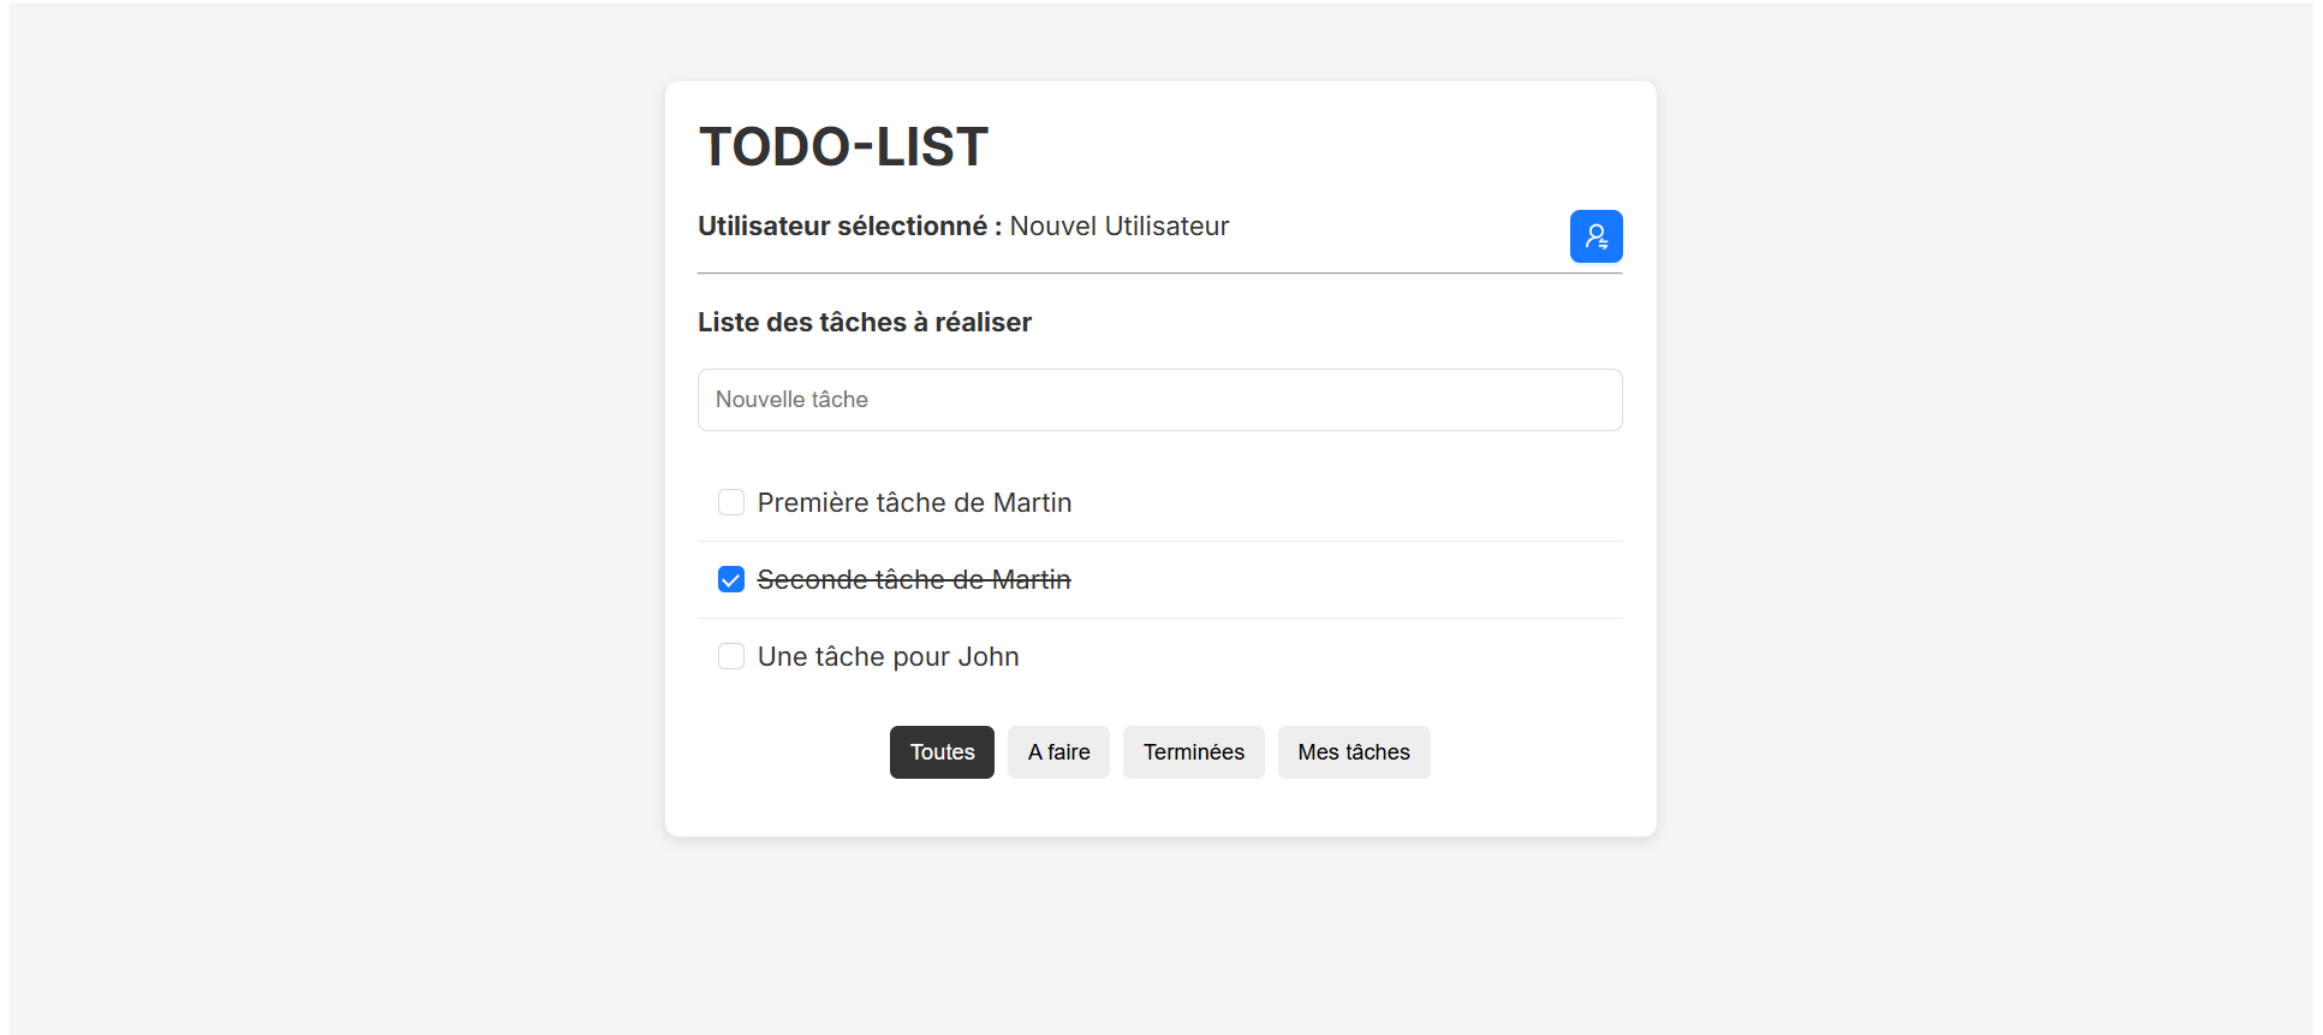 TODO-LIST
Utilisateur sélectionné : Nouvel Utilisateur
Liste des tâches à réaliser
Nouvelle tâche
Première tâche de Martin
Seconde tâche de Martin
Une tâche pour John
Toutes A faire Terminées Mes tâches